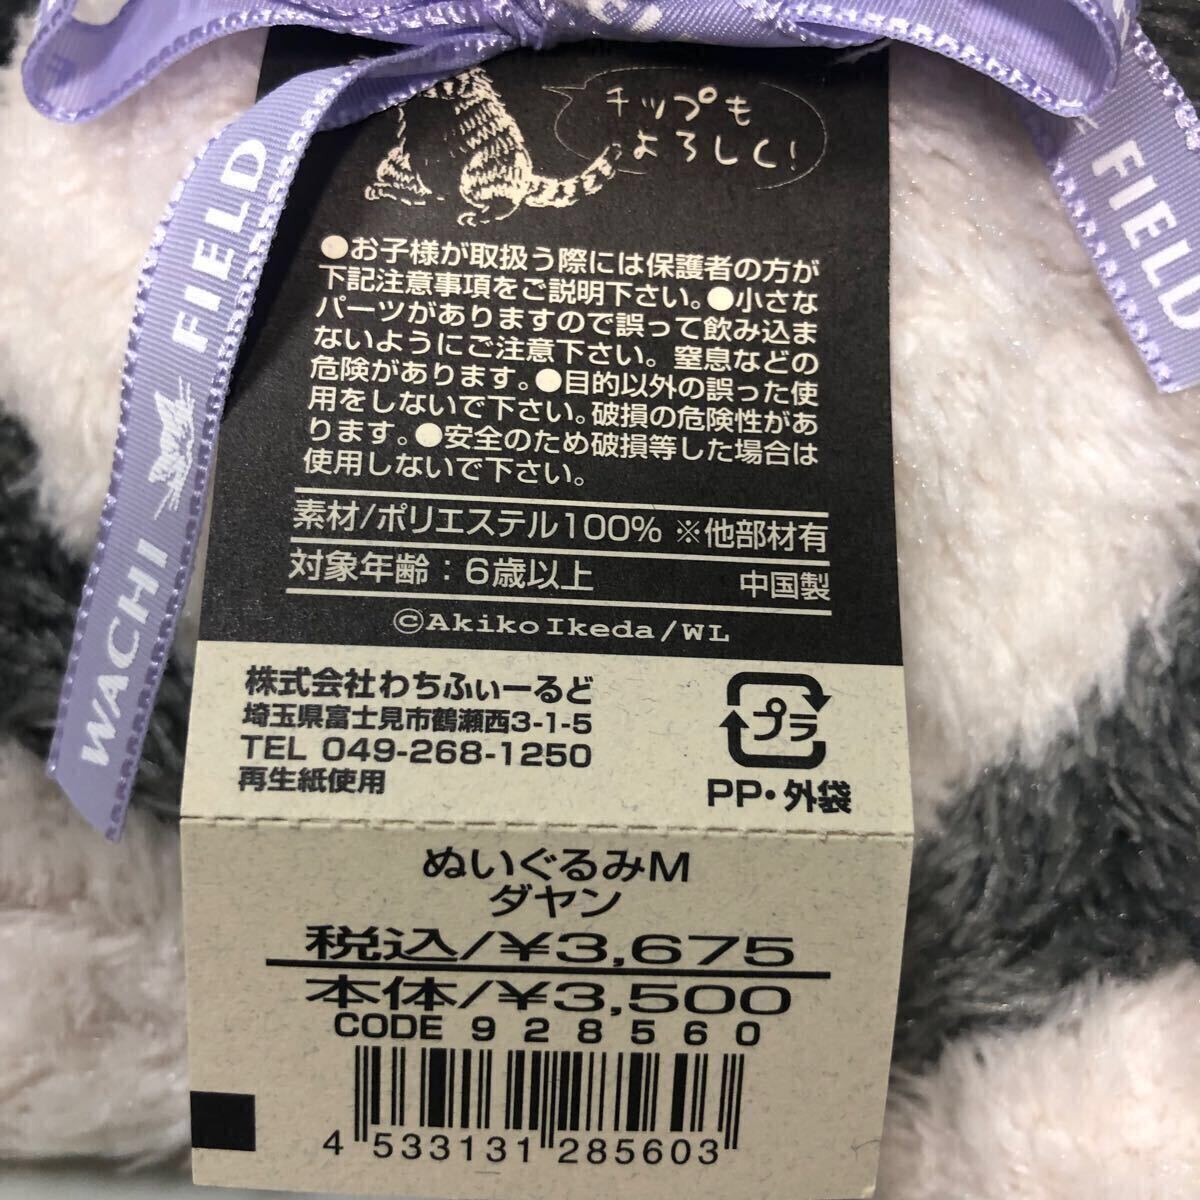 チップも
よろしく!
●お子様が取扱う際には保護者の方が
下記注意事項をご説明下さい。●小さな
パーツがありますので誤って飲み込ま
ないようにご注意下さい。窒息などの
危険があります。●目的以外の誤った使
用をしないで下さい。破損の危険性があ
ります。●安全のため破損等した場合は
使用しないで下さい。
素材/ポリエステル100% ※他部材有
対象年齢：6歳以上 中国製
©AkikoIkeda/WL
株式会社わちふぃーるど
埼玉県富士見市鶴瀬西3-1-5
TEL 049-268-1250
再生紙使用
プラ
PP・外袋
ぬいぐるみM
ダヤン
税込/¥3,675
本体/¥3,500
CODE 928560
4 533131 285603
WACHI FIELD
FIELD